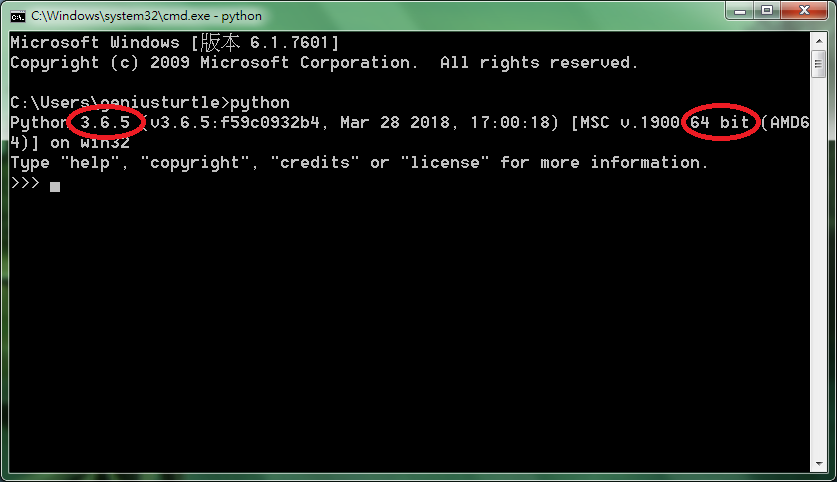 C:\Windows\system32\cmd.exe - python
Microsoft Windows [版本 6.1.7601]
Copyright (c) 2009 Microsoft Corporation.  All rights reserved.
C:\Users\geniusturtle>python
Python 3.6.5 (v3.6.5:f59c0932b4, Mar 28 2018, 17:00:18) [MSC v.1900 64 bit (AMD6
4)] on win32
Type "help", "copyright", "credits" or "license" for more information.
>>>